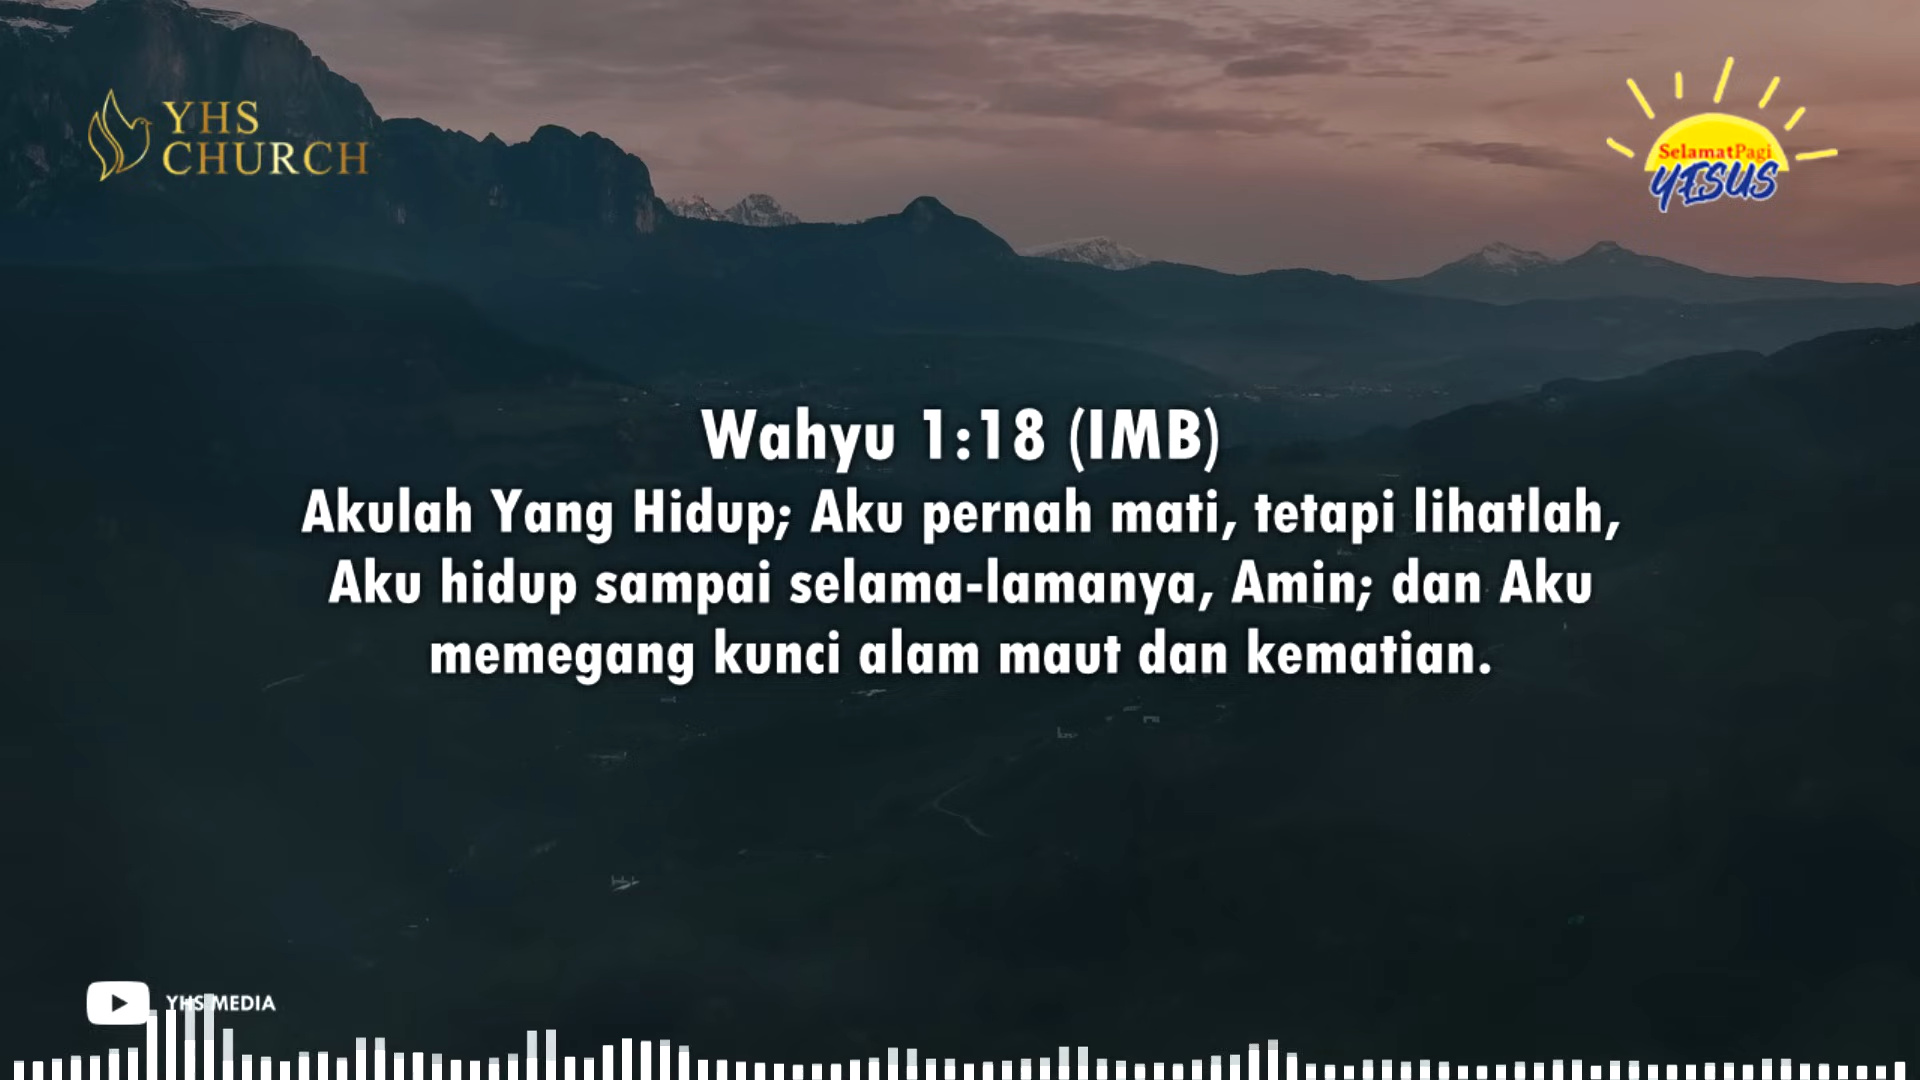 YHS
CHURCH
SelamatPagi
YESUS
Wahyu 1:18 (IMB)
Akulah Yang Hidup; Aku pernah mati, tetapi lihatlah,
Aku hidup sampai selama-lamanya, Amin; dan Aku
memegang kunci alam maut dan kematian.
YHS MEDIA